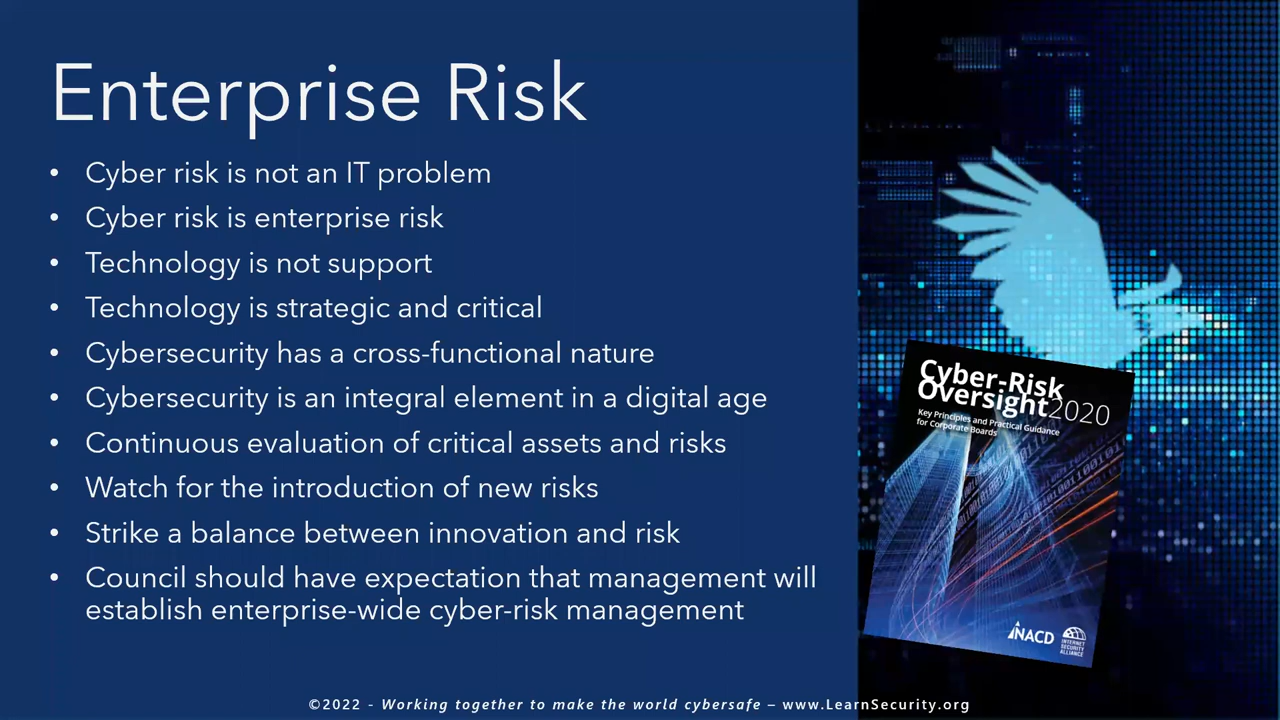 Enterprise Risk
• Cyber risk is not an IT problem
• Cyber risk is enterprise risk
• Technology is not support
• Technology is strategic and critical
• Cybersecurity has a cross-functional nature
• Cybersecurity is an integral element in a digital age
• Continuous evaluation of critical assets and risks
• Watch for the introduction of new risks
• Strike a balance between innovation and risk
• Council should have expectation that management will
establish enterprise-wide cyber-risk management
Cyber-Risk
Oversight2020
Key Principles and Practical Guidance
for Corporate Boards
NACD
INTERNET
SECURITY
ALLIANCE
©2022 - Working together to make the world cybersafe – www.LearnSecurity.org